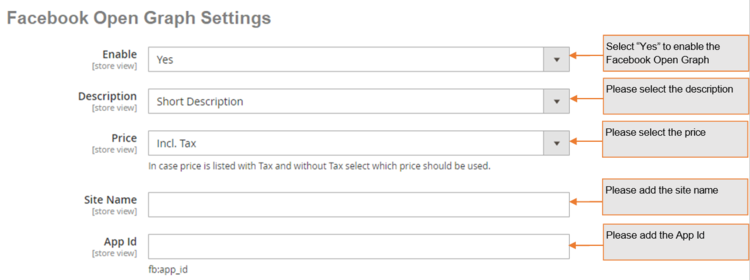 Facebook Open Graph Settings
Enable
[store view]
Yes
Select "Yes" to enable the
Facebook Open Graph
Description
[store view]
Short Description
Please select the description
Price
[store view]
Incl. Tax
Please select the price
In case price is listed with Tax and without Tax select which price should be used.
Site Name
[store view]
Please add the site name
App Id
[store view]
Please add the App Id
fb:app_id